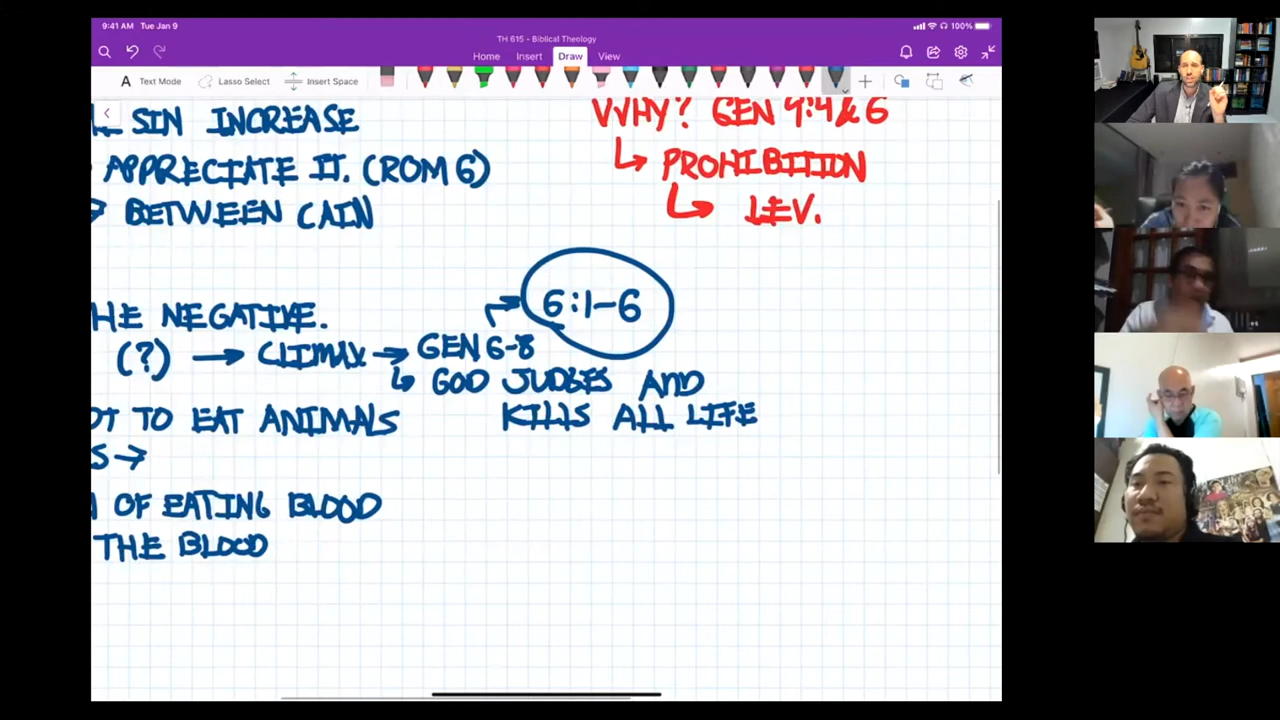 9:41 AM Tue Jan 9
100%
TH 615 - Biblical Theology
Home Insert Draw View
Text Mode Lasso Select Insert Space
SIN INCREASE
APPRECIATE IT. (ROM 6)
BETWEEN CAIN
WHY? GEN 9:4 & 6
PROHIBITION
LEV.
6:1-6
HE NEGATIVE.
(?) → CLIMAX → GEN 6-8
GOD JUDGES AND
KILLS ALL LIFE
OT TO EAT ANIMALS
S →
OF EATING BLOOD
THE BLOOD